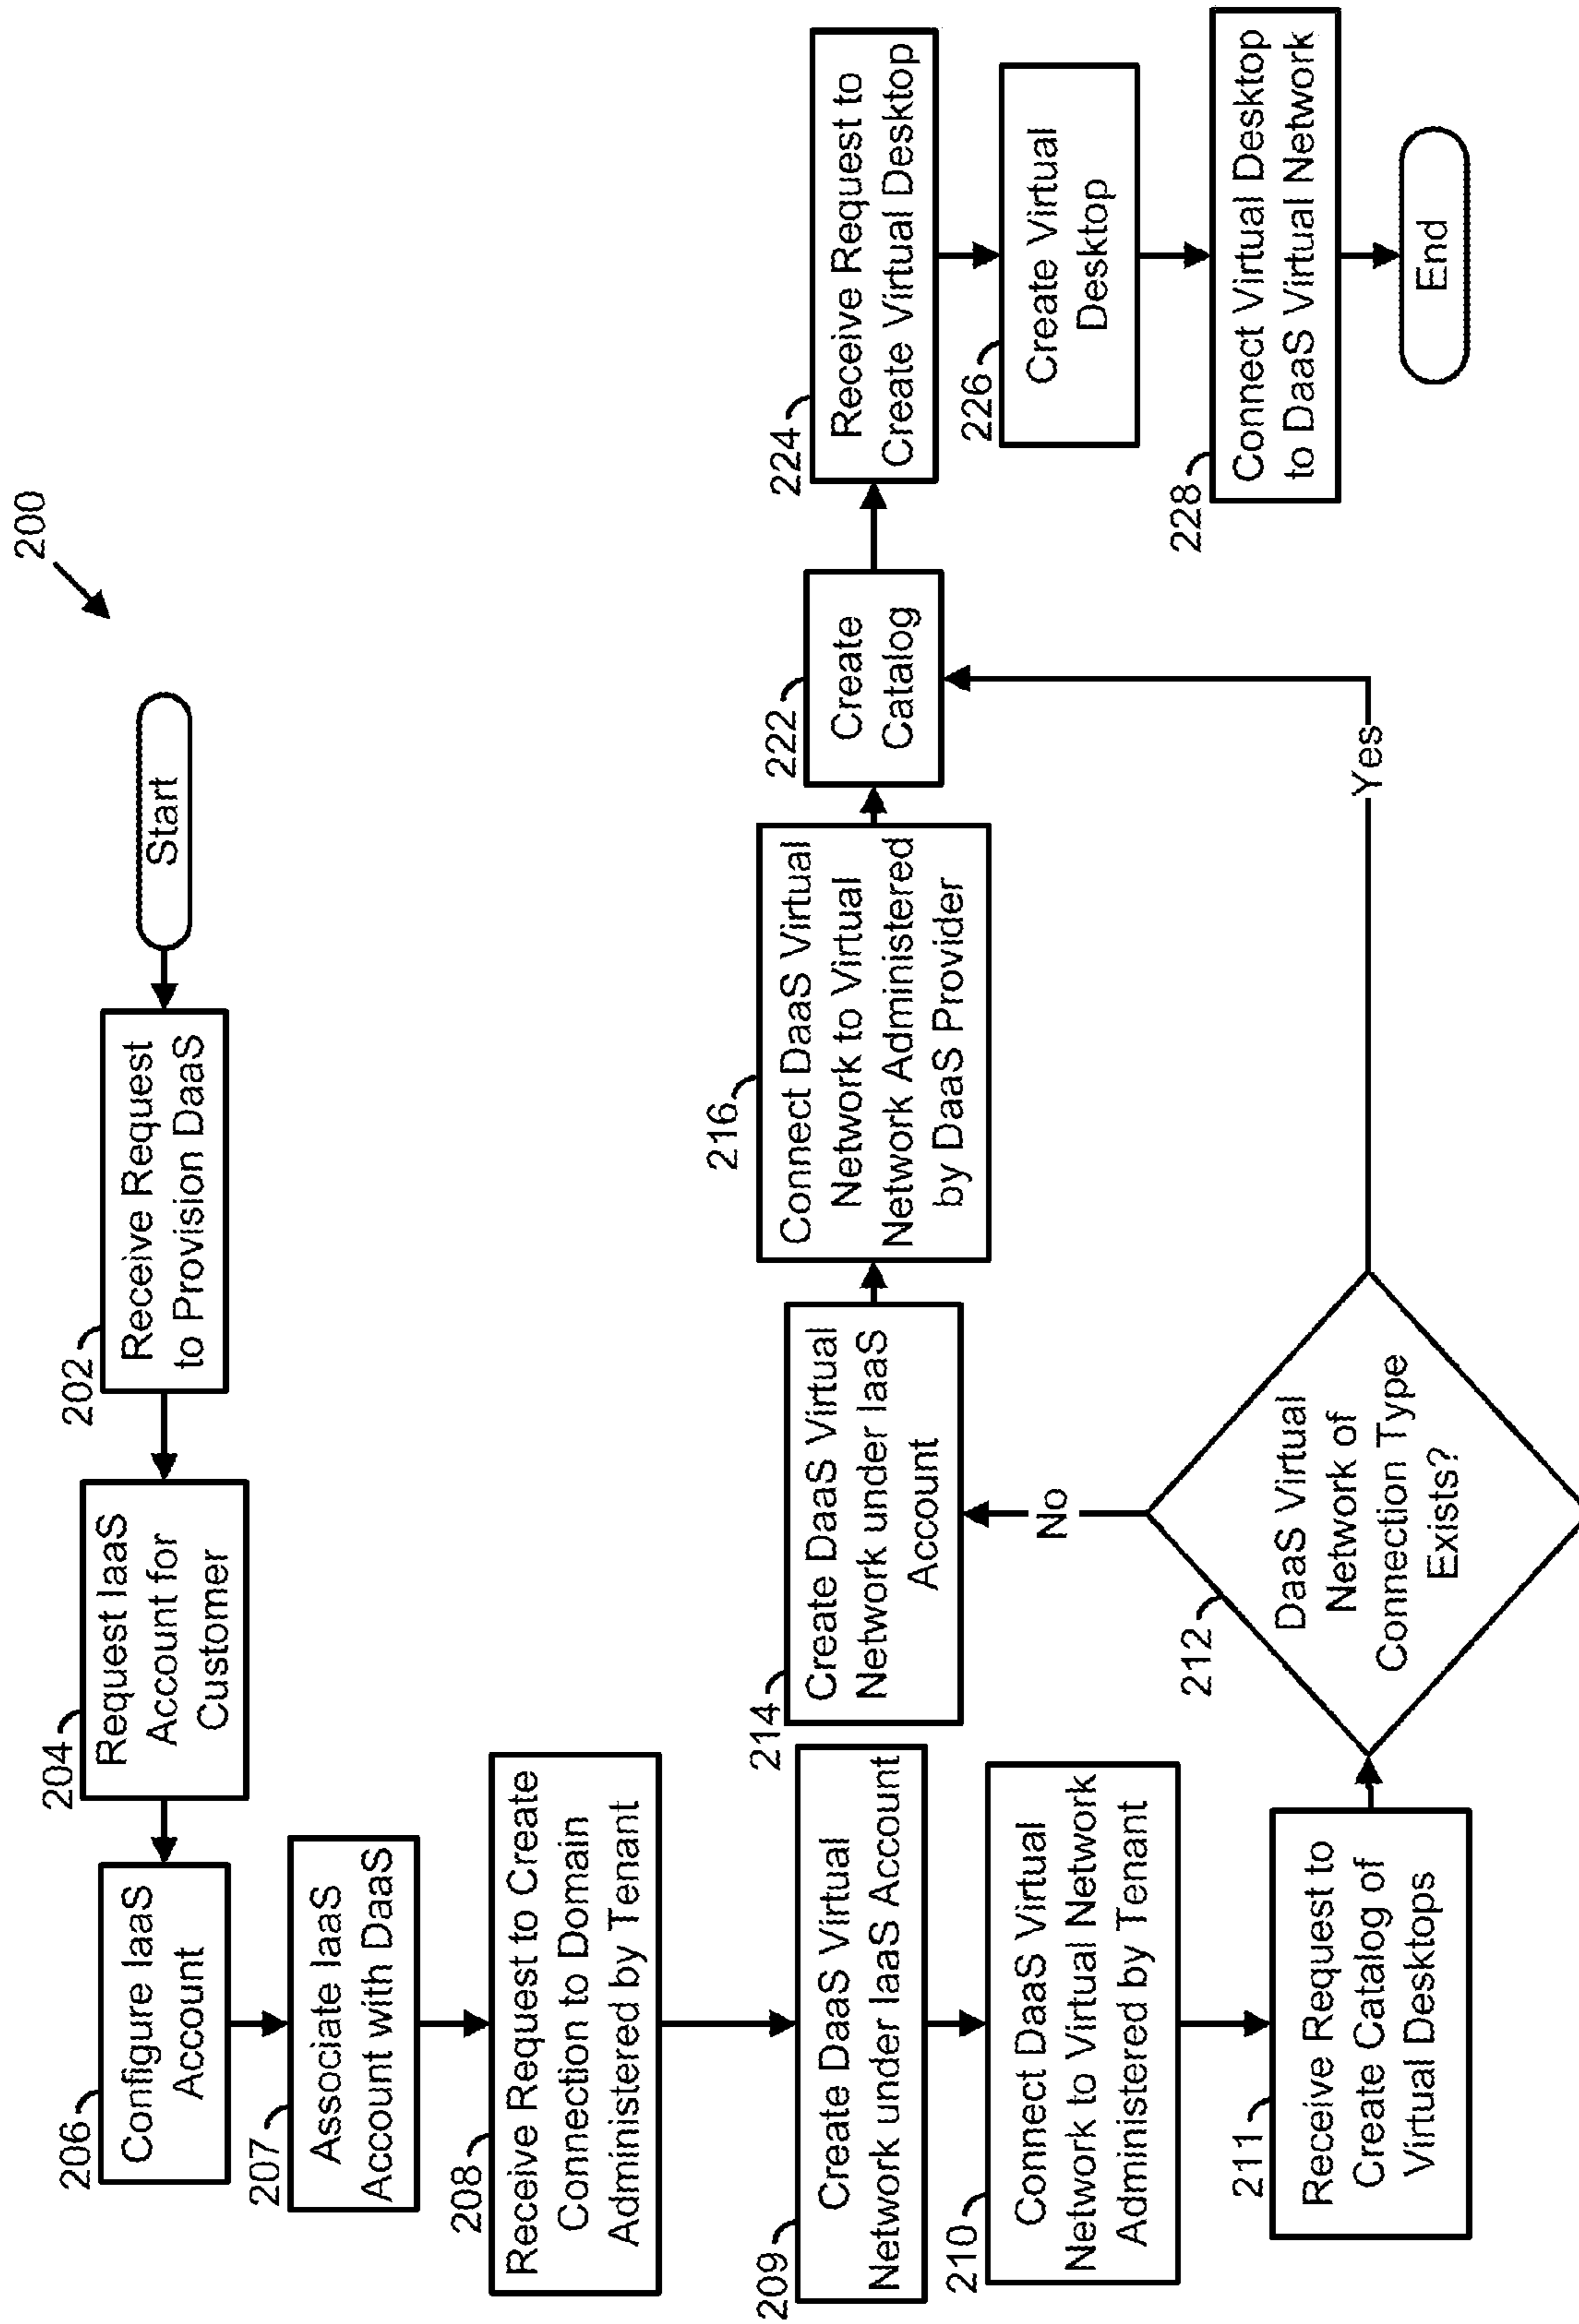 200
Start
202
Receive Request
to Provision DaaS
204
Request IaaS
Account for
Customer
206
Configure IaaS
Account
207
Associate IaaS
Account with DaaS
208
Receive Request to Create
Connection to Domain
Administered by Tenant
209
Create DaaS Virtual
Network under IaaS Account
210
Connect DaaS Virtual
Network to Virtual Network
Administered by Tenant
211
Receive Request to
Create Catalog of
Virtual Desktops
212
DaaS Virtual
Network of
Connection Type
Exists?
No
Yes
214
Create DaaS Virtual
Network under IaaS
Account
216
Connect DaaS Virtual
Network to Virtual
Network Administered
by DaaS Provider
222
Create
Catalog
224
Receive Request to
Create Virtual Desktop
226
Create Virtual
Desktop
228
Connect Virtual Desktop
to DaaS Virtual Network
End